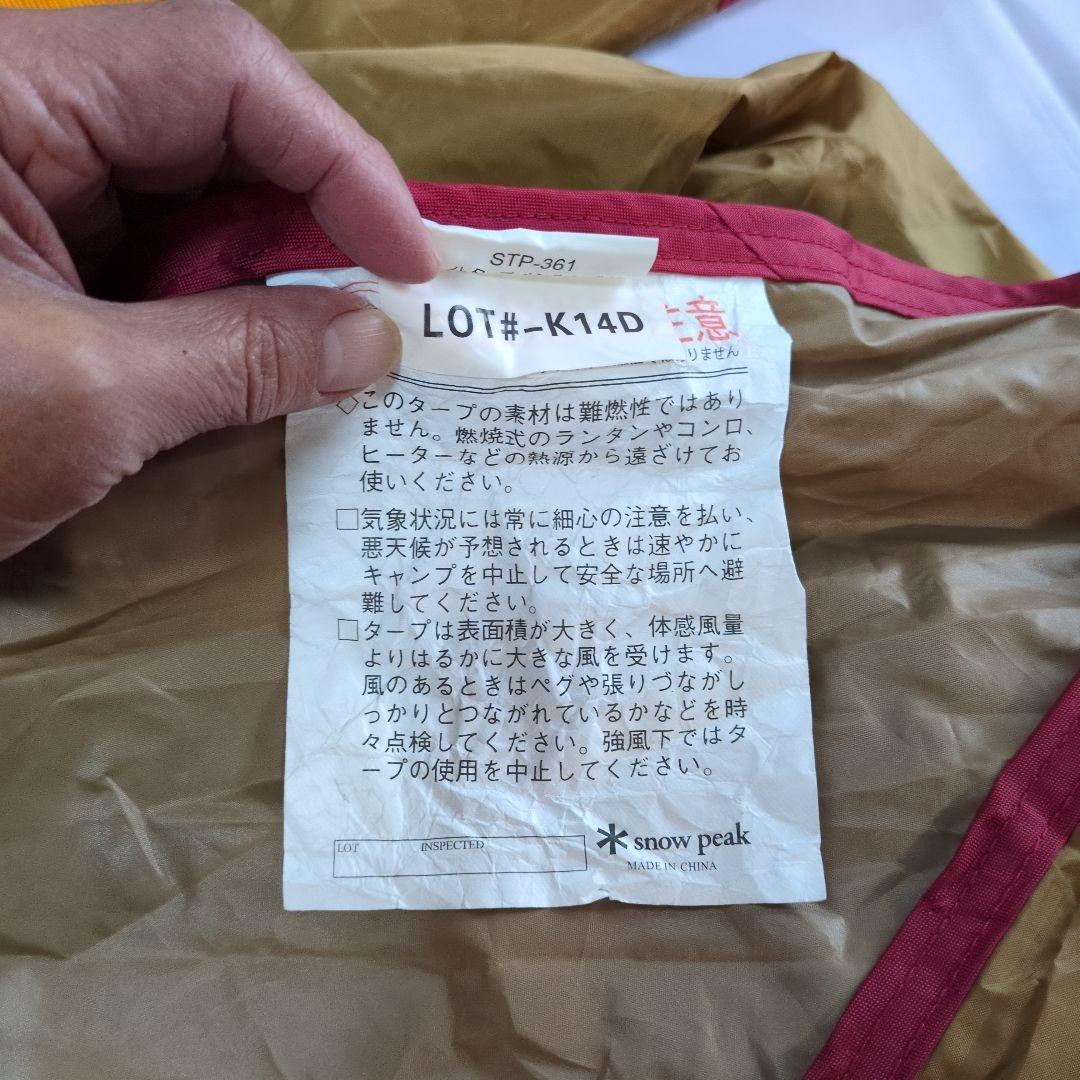 STP-361
LOT#-K14D
注意
りません
◇このタープの素材は難燃性ではあり
ません。燃焼式のランタンやコンロ、
ヒーターなどの熱源から遠ざけてお
使いください。
□気象状況には常に細心の注意を払い、
悪天候が予想されるときは速やかに
キャンプを中止して安全な場所へ避
難してください。
□タープは表面積が大きく、体感風量
よりはるかに大きな風を受けます。
風のあるときはペグや張りづながし
っかりとつながれているかなどを時
々点検してください。強風下ではタ
ープの使用を中止してください。
LOT INSPECTED
snow peak
MADE IN CHINA